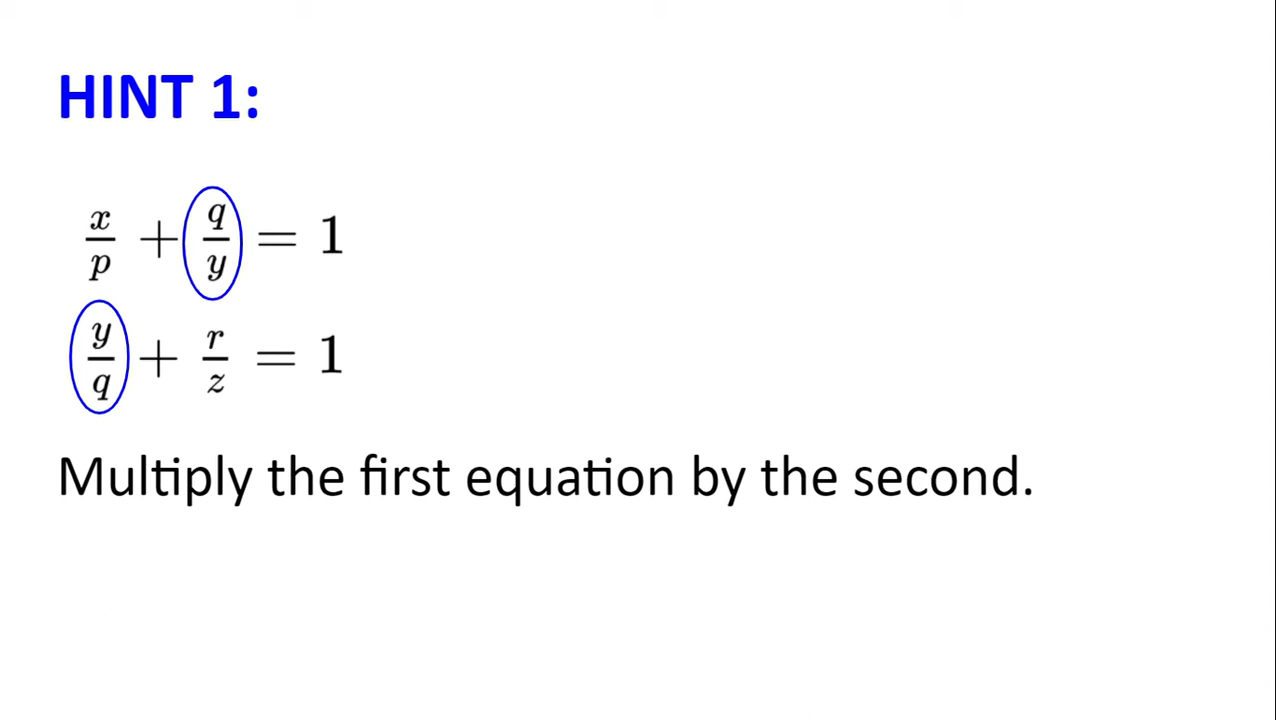 HINT 1:
x/p + q/y = 1
y/q + r/z = 1
Multiply the first equation by the second.